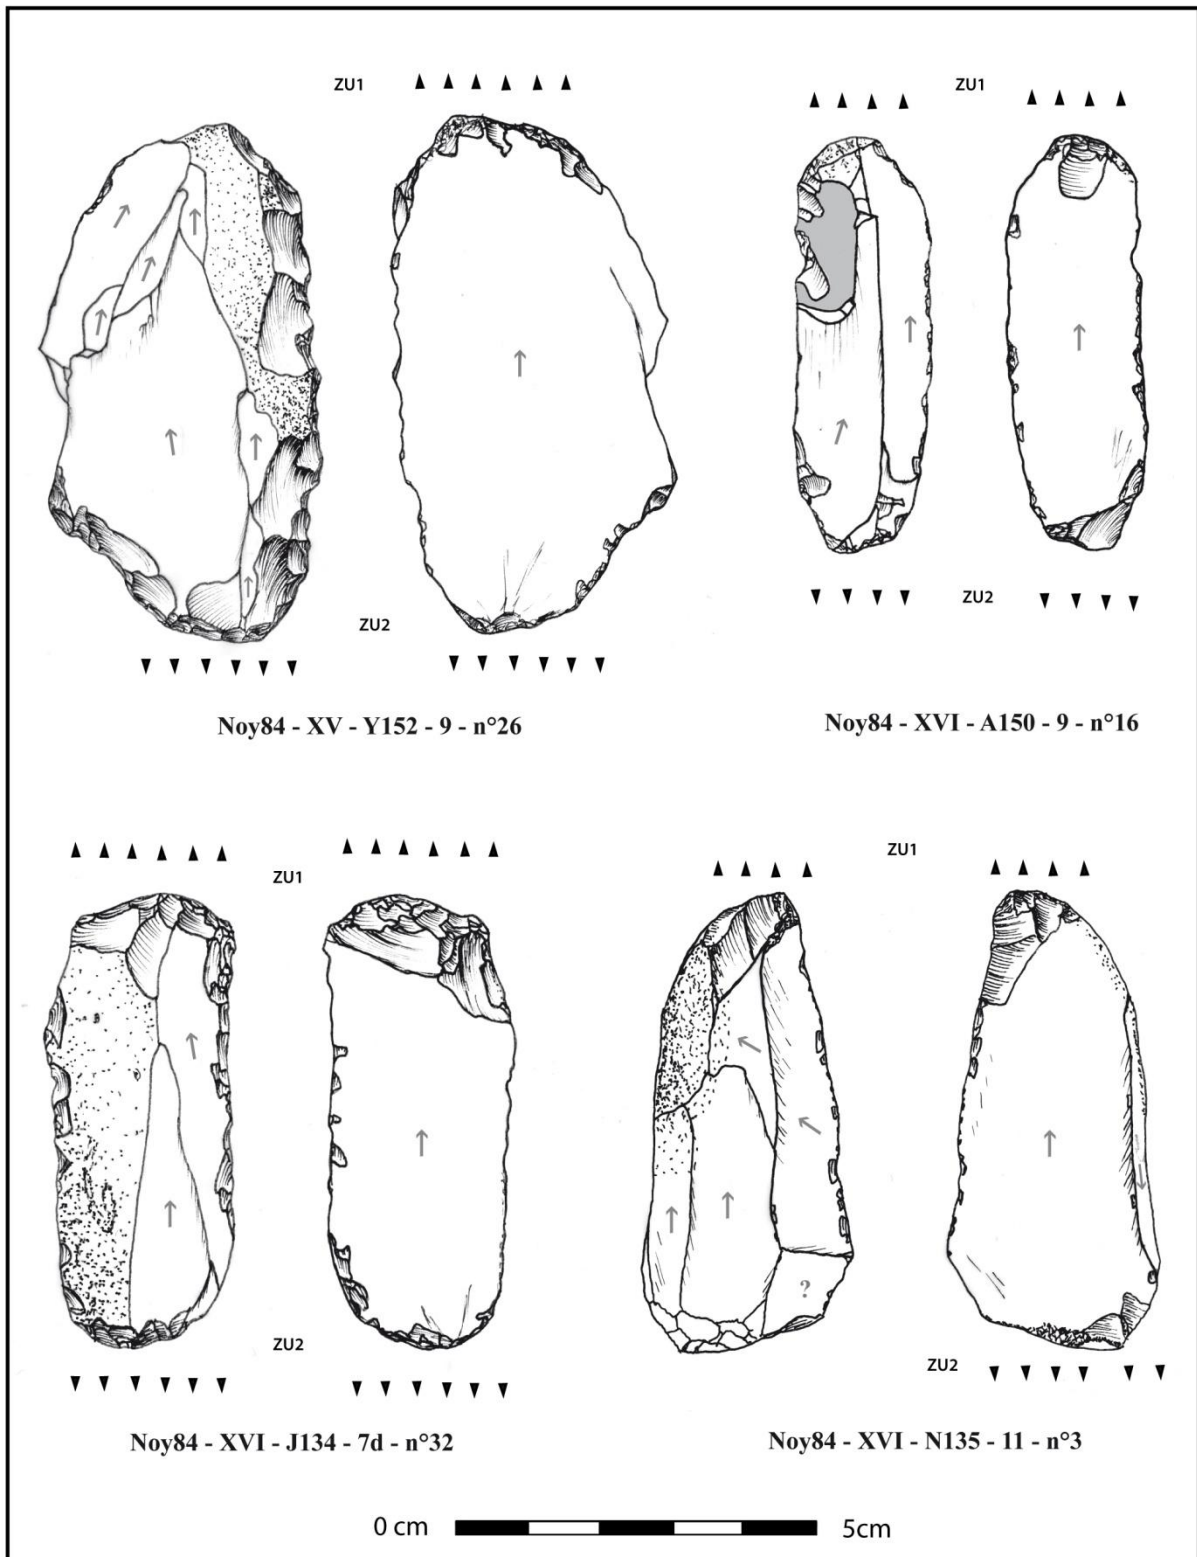 ZU1
ZU1
ZU2
ZU2
Noy84 - XV - Y152 - 9 - n°26
Noy84 - XVI - A150 - 9 - n°16
ZU1
ZU1
?
ZU2
ZU2
Noy84 - XVI - J134 - 7d - n°32
Noy84 - XVI - N135 - 11 - n°3
0 cm 5cm